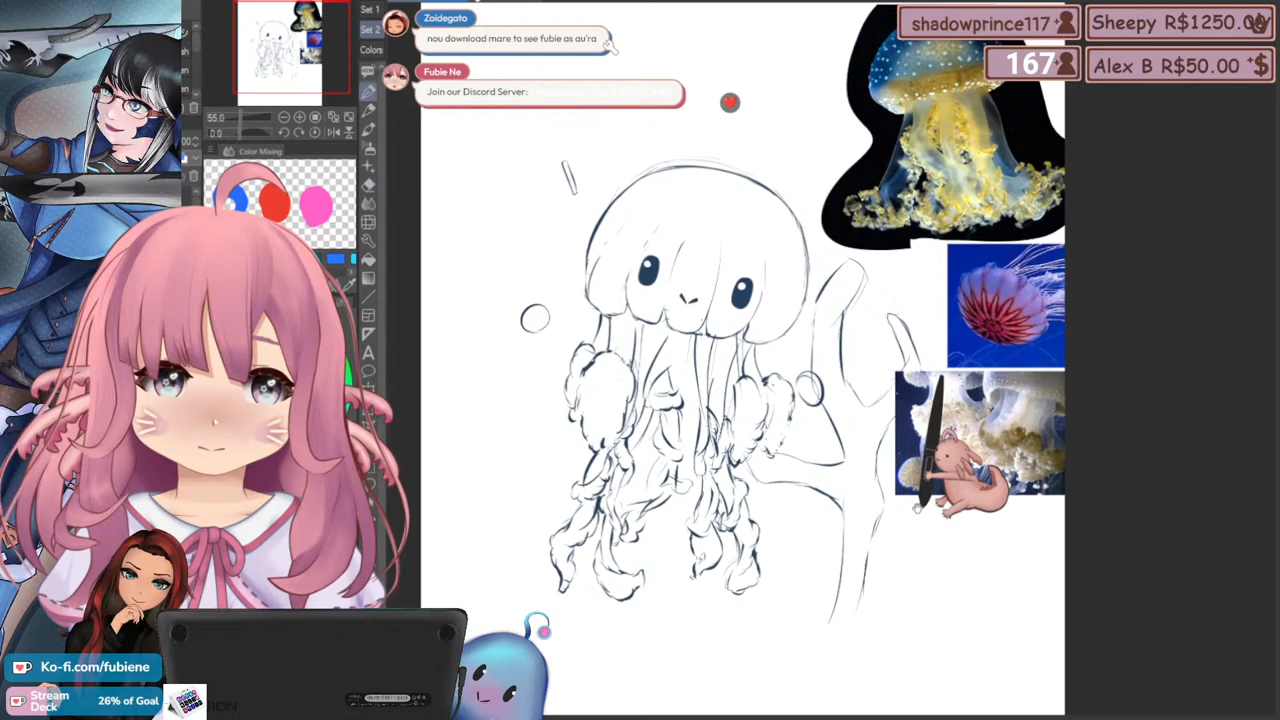 Set 1
Set 2
Colors
Zoidegato
nou download mare to see fubie as au'ra
Fubie Ne
Join our Discord Server:
shadowprince117
Sheepy R$1250.00
167
Alex B R$50.00
55.0
0.0
Color Mixing
Ko-fi.com/fubiene
Stream
Deck
26% of Goal